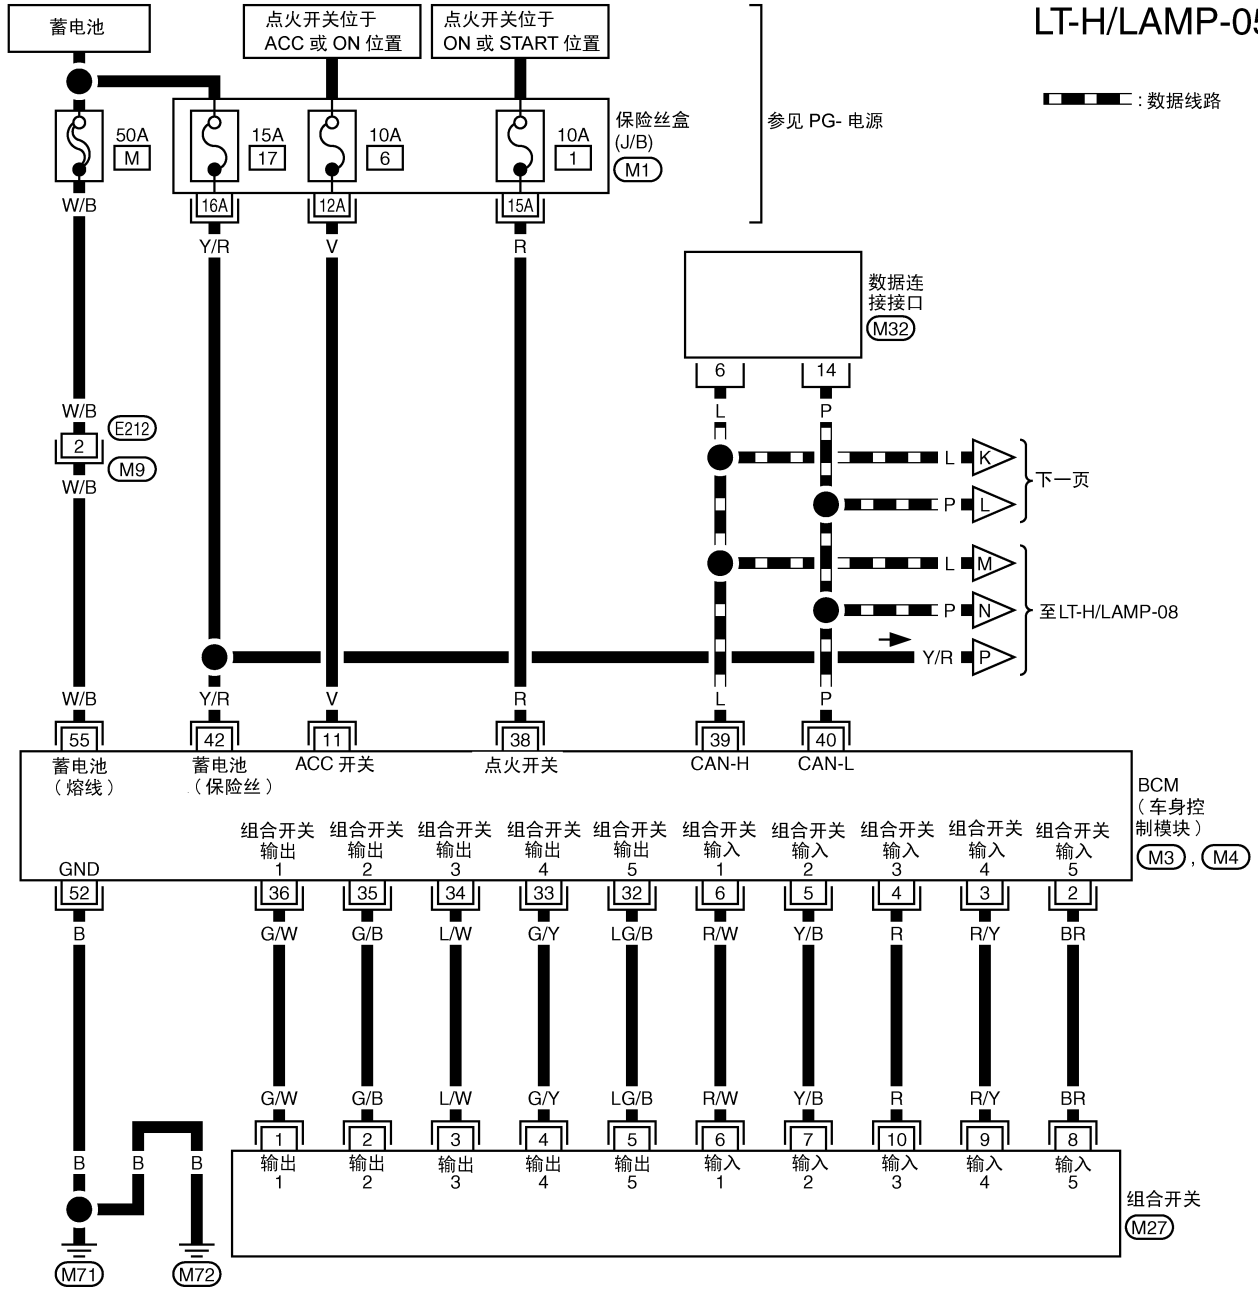 LT-H/LAMP-05
蓄电池
点火开关位于
ACC 或 ON 位置
点火开关位于
ON 或 START 位置
: 数据线路
50A
M
15A
17
10A
6
10A
1
保险丝盒
(J/B)
M1
参见 PG- 电源
W/B
16A
12A
15A
Y/R
V
R
数据连
接接口
M32
6
14
L
P
W/B
2
E212
M9
W/B
L
K
P
L
下一页
L
M
P
N
至LT-H/LAMP-08
Y/R
P
W/B
Y/R
V
R
L
P
55
42
11
38
39
40
蓄电池
（熔线）
蓄电池
（保险丝）
ACC 开关
点火开关
CAN-H
CAN-L
BCM
（车身控
制模块）
M3 , M4
组合开关
输出
1
组合开关
输出
2
组合开关
输出
3
组合开关
输出
4
组合开关
输出
5
组合开关
输入
1
组合开关
输入
2
组合开关
输入
3
组合开关
输入
4
组合开关
输入
5
GND
52
36
35
34
33
32
6
5
4
3
2
B
G/W
G/B
L/W
G/Y
LG/B
R/W
Y/B
R
R/Y
BR
G/W
G/B
L/W
G/Y
LG/B
R/W
Y/B
R
R/Y
BR
1
2
3
4
5
6
7
10
9
8
B
B
B
输出
1
输出
2
输出
3
输出
4
输出
5
输入
1
输入
2
输入
3
输入
4
输入
5
组合开关
M27
M71
M72